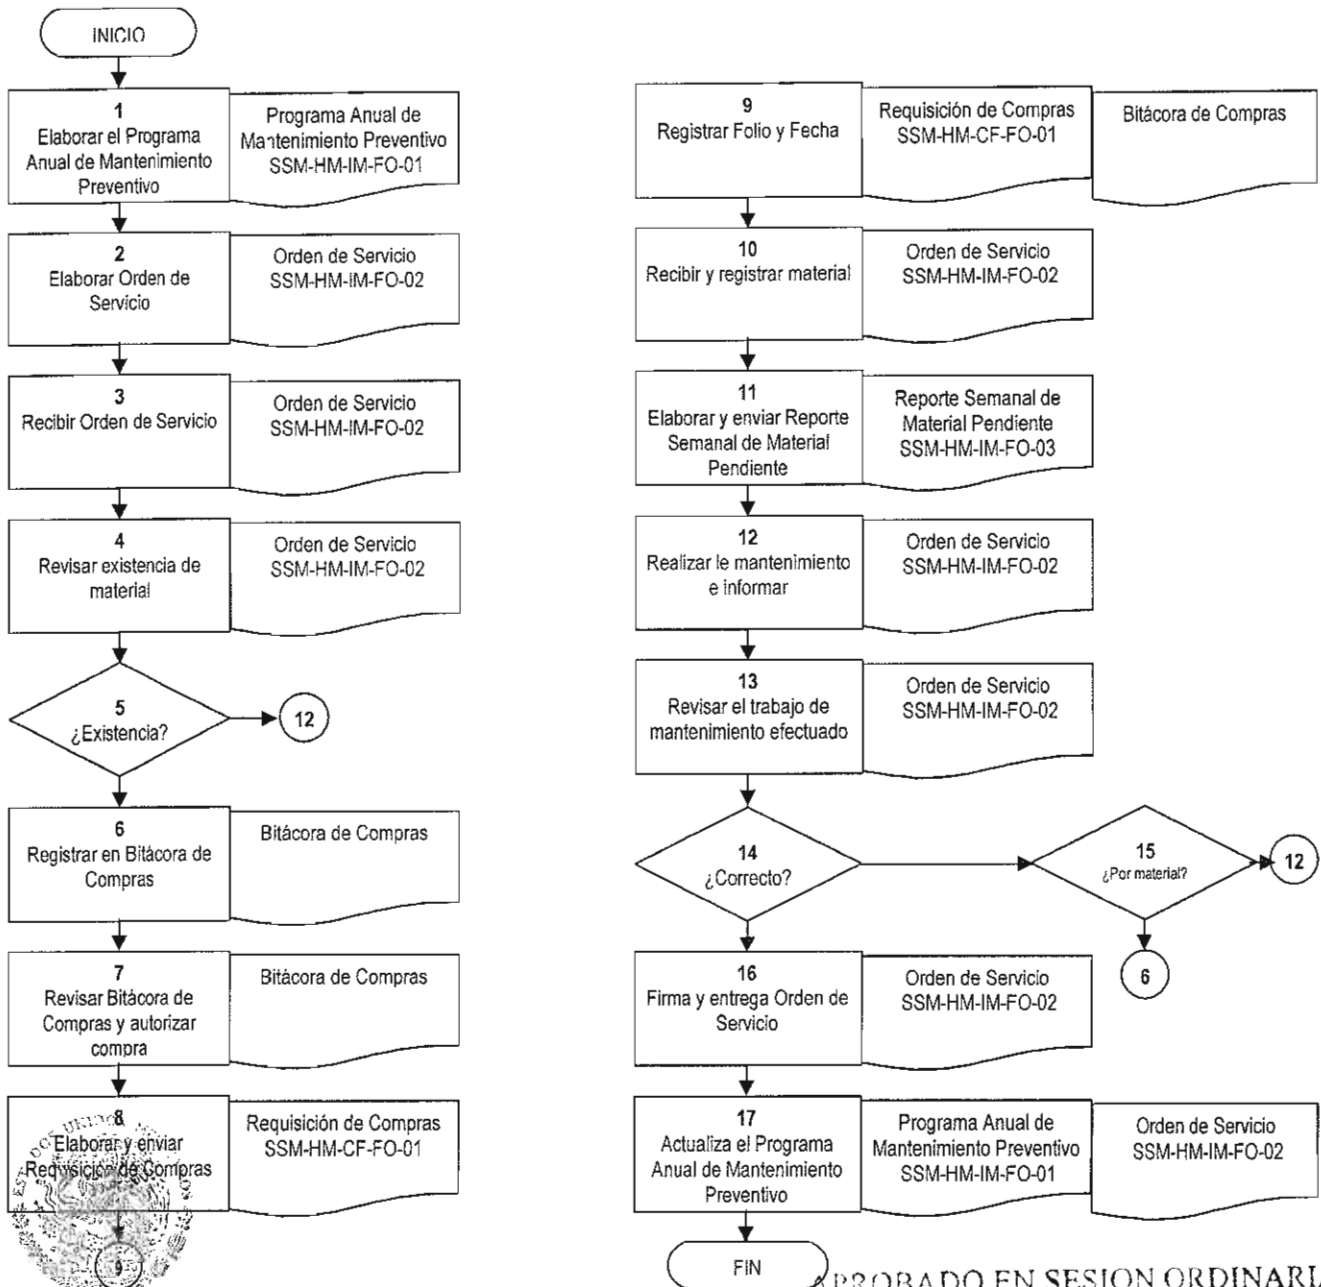 INICIO
1
Elaborar el Programa
Anual de Mantenimiento
Preventivo
Programa Anual de
Mantenimiento Preventivo
SSM-HM-IM-FO-01
2
Elaborar Orden de
Servicio
Orden de Servicio
SSM-HM-IM-FO-02
3
Recibir Orden de Servicio
Orden de Servicio
SSM-HM-IM-FO-02
4
Revisar existencia de
material
Orden de Servicio
SSM-HM-IM-FO-02
5
¿Existencia?
12
6
Registrar en Bitácora de
Compras
Bitácora de Compras
7
Revisar Bitácora de
Compras y autorizar
compra
Bitácora de Compras
8
Elaborar y enviar
Requisición de Compras
Requisición de Compras
SSM-HM-CF-FO-01
9
9
Registrar Folio y Fecha
Requisición de Compras
SSM-HM-CF-FO-01
Bitácora de Compras
10
Recibir y registrar material
Orden de Servicio
SSM-HM-IM-FO-02
11
Elaborar y enviar Reporte
Semanal de Material
Pendiente
Reporte Semanal de
Material Pendiente
SSM-HM-IM-FO-03
12
Realizar le mantenimiento
e informar
Orden de Servicio
SSM-HM-IM-FO-02
13
Revisar el trabajo de
mantenimiento efectuado
Orden de Servicio
SSM-HM-IM-FO-02
14
¿Correcto?
15
¿Por material?
12
6
16
Firma y entrega Orden de
Servicio
Orden de Servicio
SSM-HM-IM-FO-02
17
Actualiza el Programa
Anual de Mantenimiento
Preventivo
Programa Anual de
Mantenimiento Preventivo
SSM-HM-IM-FO-01
Orden de Servicio
SSM-HM-IM-FO-02
FIN
APROBADO EN SESION ORDINARIA